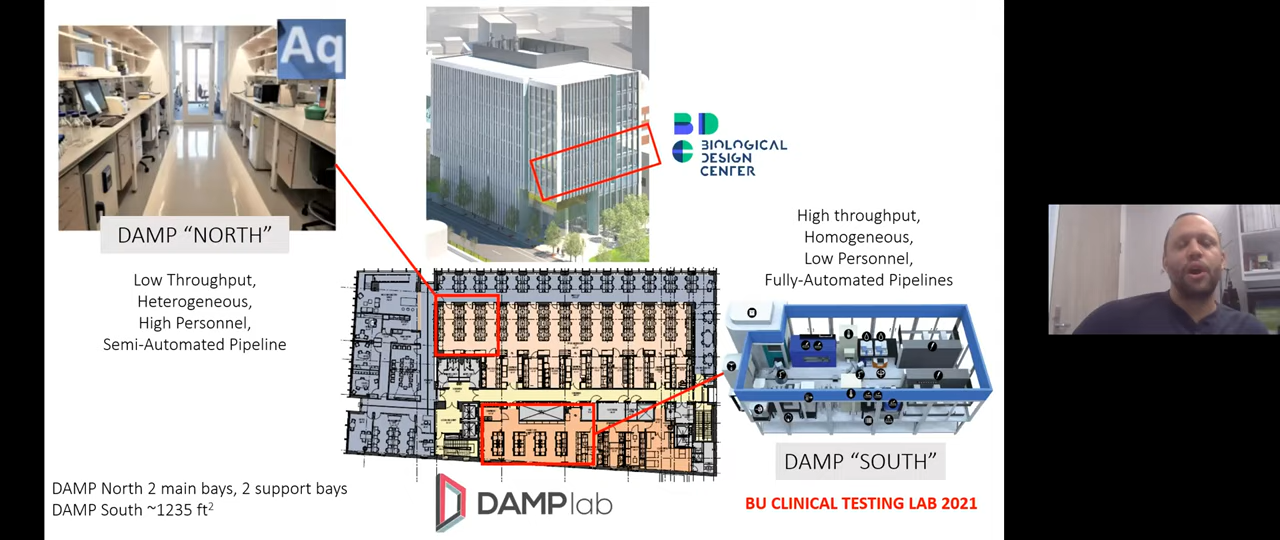 Aq
DAMP “NORTH”
Low Throughput,
Heterogeneous,
High Personnel,
Semi-Automated Pipeline
DAMP North 2 main bays, 2 support bays
DAMP South ~1235 ft²
BD
C BIOLOGICAL
DESIGN
CENTER
High throughput,
Homogeneous,
Low Personnel,
Fully-Automated Pipelines
DAMP “SOUTH”
BU CLINICAL TESTING LAB 2021
DAMPlab